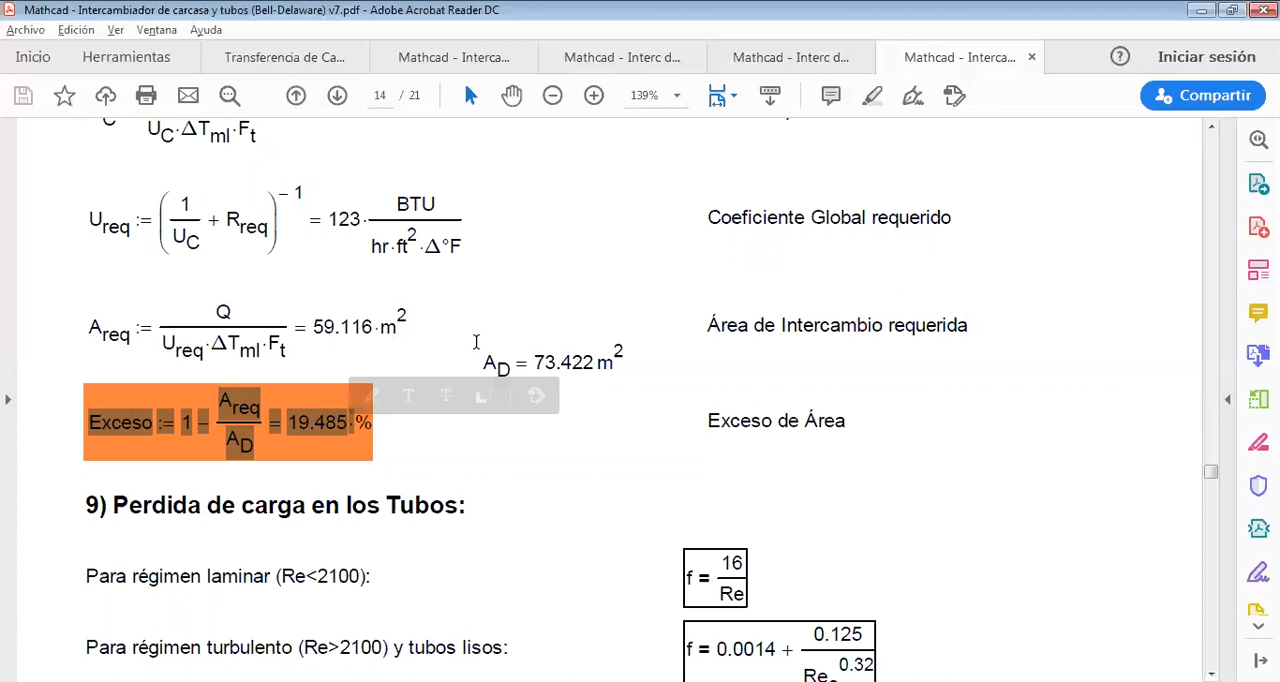 Mathcad - Intercambiador de carcasa y tubos (Bell-Delaware) v7.pdf - Adobe Acrobat Reader DC
Archivo Edición Ver Ventana Ayuda
Inicio Herramientas Transferencia de Ca... Mathcad - Interca... Mathcad - Interc d... Mathcad - Interc d... Mathcad - Interca... × ? Iniciar sesión
14 / 21 139% Compartir
U_C·ΔT_ml·F_t
U_req := (1/U_C + R_req)^-1 = 123·BTU/(hr·ft^2·Δ°F) Coeficiente Global requerido
A_req := Q/(U_req·ΔT_ml·F_t) = 59.116·m^2 Área de Intercambio requerida
A_D = 73.422 m^2
Exceso := 1 − A_req/A_D = 19.485·% Exceso de Área
9) Perdida de carga en los Tubos:
Para régimen laminar (Re<2100): f = 16/Re
Para régimen turbulento (Re>2100) y tubos lisos: f = 0.0014 + 0.125/Re^0.32